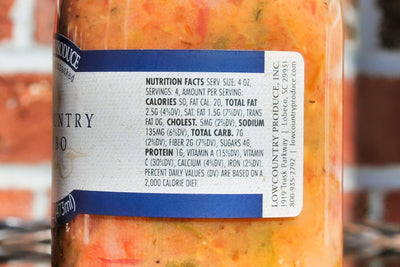 PRODUCE
NTRY
473ml)
NUTRITION FACTS SERV. SIZE: 4 OZ,
SERVINGS: 4, AMOUNT PER SERVING:
CALORIES 50, FAT CAL. 20, TOTAL FAT
2.5G (4%DV), SAT. FAT 1.5G (7%DV), TRANS
FAT 0G, CHOLEST. 5MG (2%DV), SODIUM
135MG (6%DV), TOTAL CARB. 7G
(2%DV), FIBER 2G (7%DV), SUGARS 4G,
PROTEIN 1G, VITAMIN A (15%DV), VITAMIN
C (30%DV), CALCIUM (4%DV), IRON (2%DV).
PERCENT DAILY VALUES (DV) ARE BASED ON A
2,000 CALORIE DIET.
LOWCOUNTRY PRODUCE, INC.
1919 Trask Parkway | Lobeco, SC 29931
800-935-2792 | lowcountryproduce.com